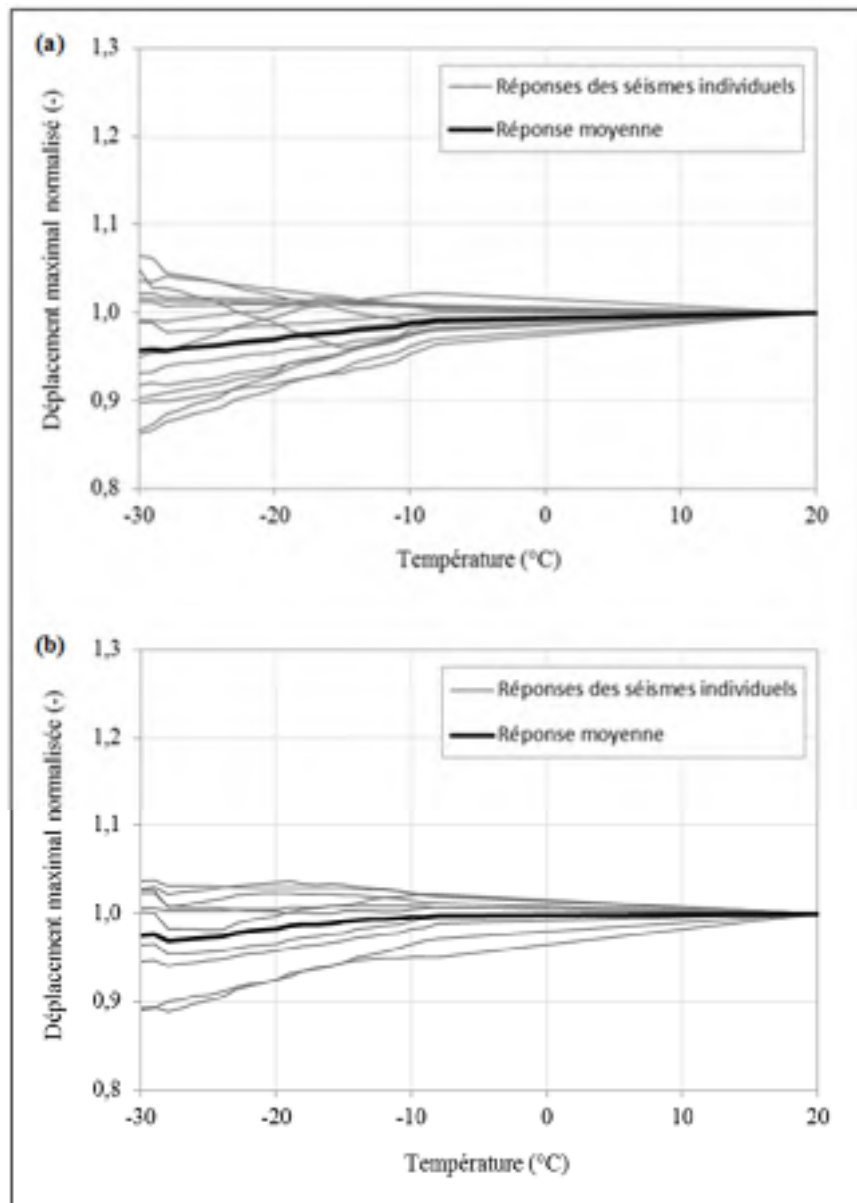 (a)
1,3
1,2
1,1
1,0
0,9
0,8
Déplacement maximal normalisé (-)
Réponses des séismes individuels
Réponse moyenne
-30 -20 -10 0 10 20
Température (°C)
(b)
1,3
1,2
1,1
1,0
0,9
0,8
Déplacement maximal normalisée (-)
Réponses des séismes individuels
Réponse moyenne
-30 -20 -10 0 10 20
Température (°C)